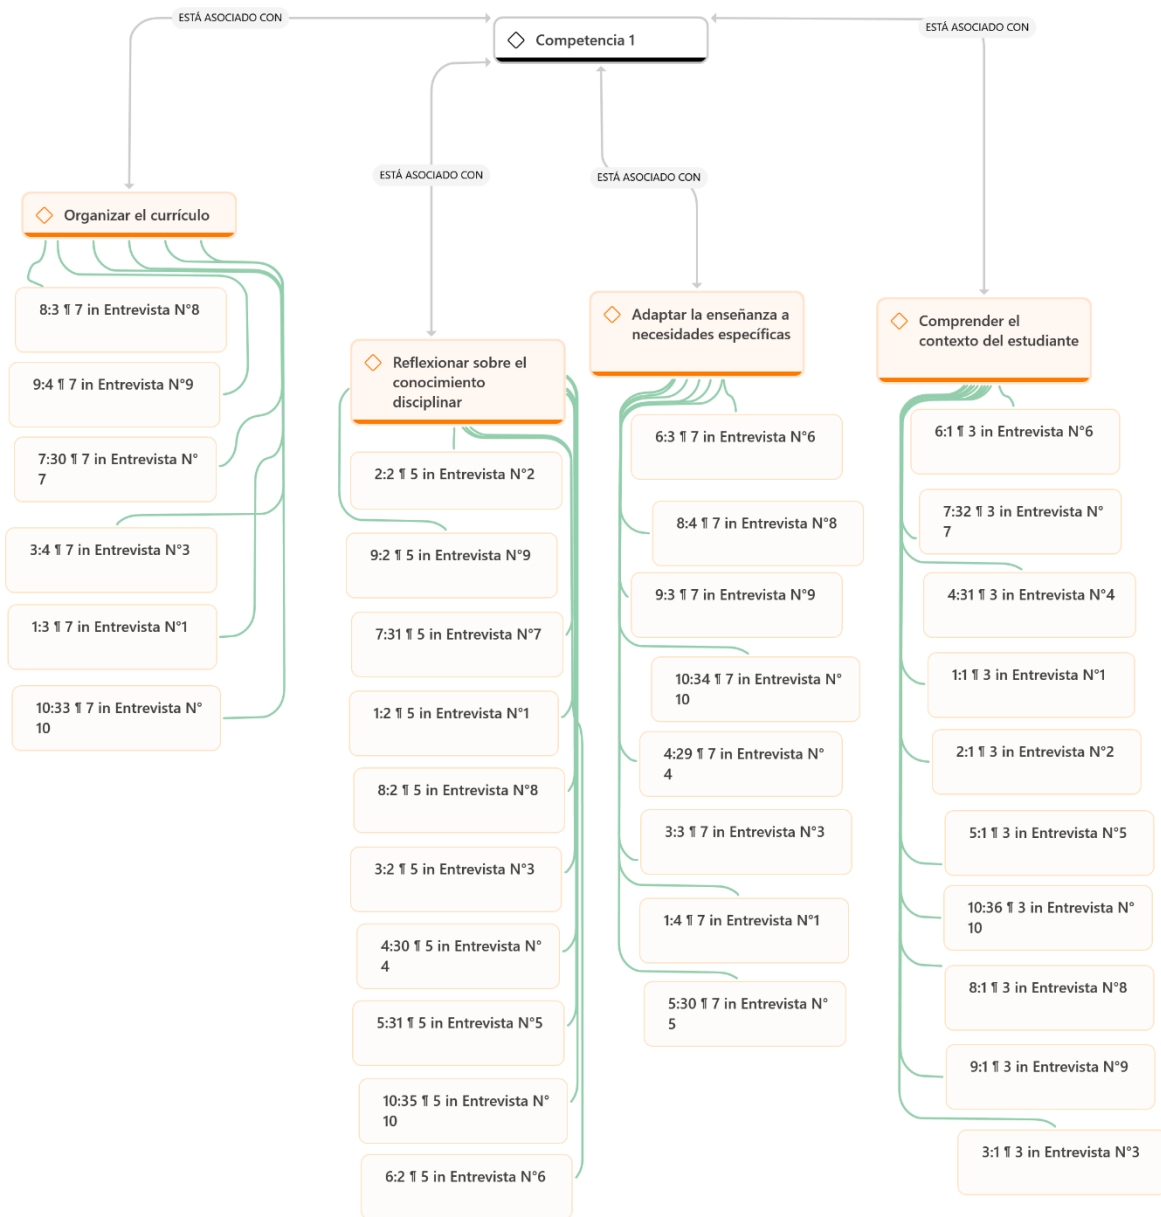 ESTÁ ASOCIADO CON
Competencia 1
ESTÁ ASOCIADO CON
ESTÁ ASOCIADO CON
ESTÁ ASOCIADO CON
Organizar el currículo
8:3 ¶ 7 in Entrevista N°8
9:4 ¶ 7 in Entrevista N°9
7:30 ¶ 7 in Entrevista N°
7
3:4 ¶ 7 in Entrevista N°3
1:3 ¶ 7 in Entrevista N°1
10:33 ¶ 7 in Entrevista N°
10
Reflexionar sobre el
conocimiento
disciplinar
2:2 ¶ 5 in Entrevista N°2
9:2 ¶ 5 in Entrevista N°9
7:31 ¶ 5 in Entrevista N°7
1:2 ¶ 5 in Entrevista N°1
8:2 ¶ 5 in Entrevista N°8
3:2 ¶ 5 in Entrevista N°3
4:30 ¶ 5 in Entrevista N°
4
5:31 ¶ 5 in Entrevista N°5
10:35 ¶ 5 in Entrevista N°
10
6:2 ¶ 5 in Entrevista N°6
Adaptar la enseñanza a
necesidades específicas
6:3 ¶ 7 in Entrevista N°6
8:4 ¶ 7 in Entrevista N°8
9:3 ¶ 7 in Entrevista N°9
10:34 ¶ 7 in Entrevista N°
10
4:29 ¶ 7 in Entrevista N°
4
3:3 ¶ 7 in Entrevista N°3
1:4 ¶ 7 in Entrevista N°1
5:30 ¶ 7 in Entrevista N°
5
Comprender el
contexto del estudiante
6:1 ¶ 3 in Entrevista N°6
7:32 ¶ 3 in Entrevista N°
7
4:31 ¶ 3 in Entrevista N°4
1:1 ¶ 3 in Entrevista N°1
2:1 ¶ 3 in Entrevista N°2
5:1 ¶ 3 in Entrevista N°5
10:36 ¶ 3 in Entrevista N°
10
8:1 ¶ 3 in Entrevista N°8
9:1 ¶ 3 in Entrevista N°9
3:1 ¶ 3 in Entrevista N°3